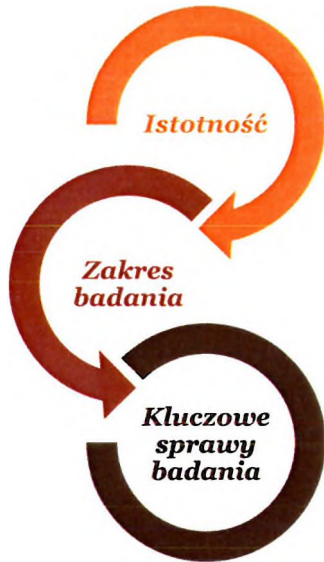 Istotność
Zakres
badania
Kluczowe
sprawy
badania